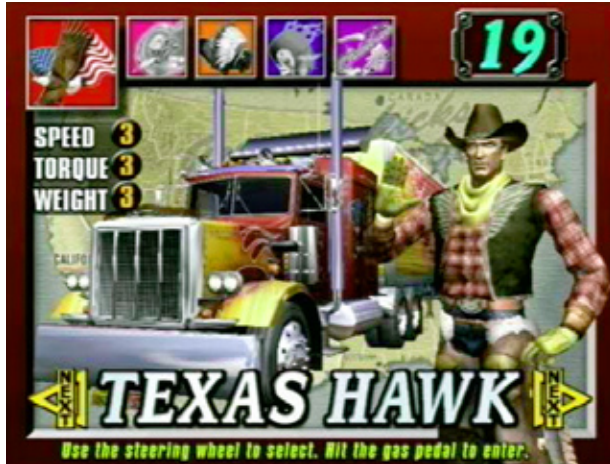 19
CANADA
SPEED 3
TORQUE 3
WEIGHT 3
NEXT TEXAS HAWK NEXT
Use the steering wheel to select. Hit the gas pedal to enter.